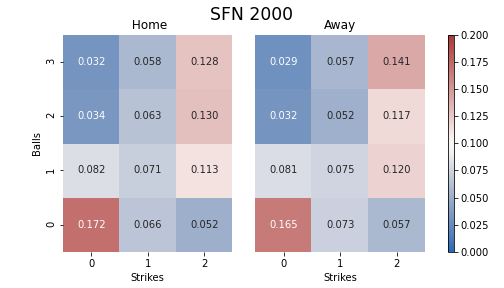 SFN 2000
Home Away
3 0.032 0.058 0.128 0.029 0.057 0.141 0.200
2 0.034 0.063 0.130 0.032 0.052 0.117 0.175
1 0.082 0.071 0.113 0.081 0.075 0.120 0.150
0 0.172 0.066 0.052 0.165 0.073 0.057 0.125
0.100
0.075
0.050
0.025
0.000
Balls
0 1 2 0 1 2
Strikes Strikes